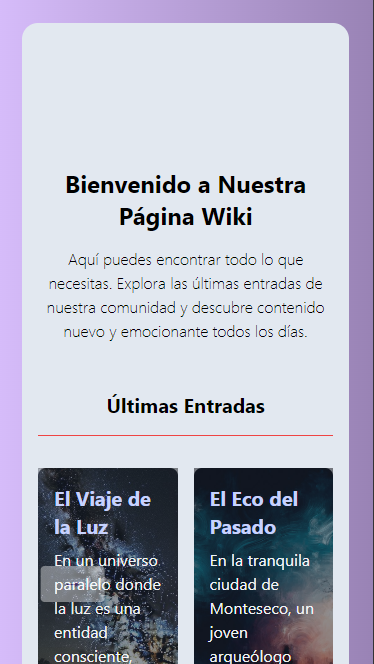 Bienvenido a Nuestra
Página Wiki
Aquí puedes encontrar todo lo que
necesitas. Explora las últimas entradas de
nuestra comunidad y descubre contenido
nuevo y emocionante todos los días.
Últimas Entradas
El Viaje de
la Luz
En un universo
paralelo donde
la luz es una
entidad
consciente,
El Eco del
Pasado
En la tranquila
ciudad de
Monteseco, un
joven
arqueólogo